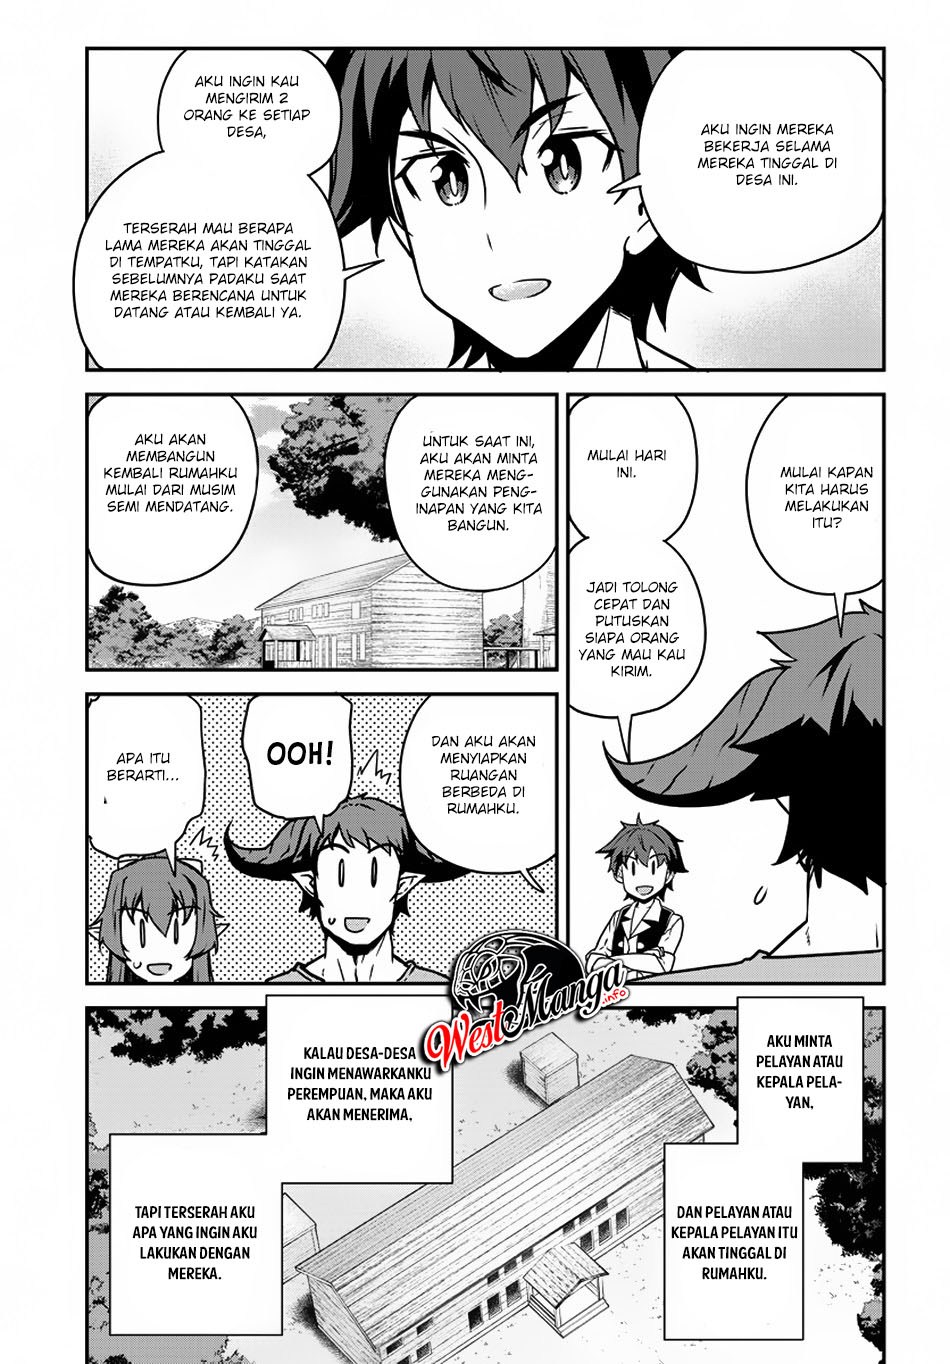 AKU INGIN MEREKA
BEKERJA SELAMA
MEREKA TINGGAL DI
DESA INI.
AKU INGIN KAU
MENGIRIM 2
ORANG KE SETIAP
DESA,
TERSERAH MAU BERAPA
LAMA MEREKA AKAN TINGGAL
DI TEMPATKU, TAPI KATAKAN
SEBELUMNYA PADAKU SAAT
MEREKA BERENCANA UNTUK
DATANG ATAU KEMBALI YA.
MULAI KAPAN
KITA HARUS
MELAKUKAN
ITU?
MULAI HARI
INI.
JADI TOLONG
CEPAT DAN
PUTUSKAN
SIAPA ORANG
YANG MAU KAU
KIRIM.
UNTUK SAAT INI,
AKU AKAN MINTA
MEREKA MENG-
GUNAKAN PENG-
INAPAN YANG KITA
BANGUN.
AKU AKAN
MEMBANGUN
KEMBALI RUMAHKU
MULAI DARI MUSIM
SEMI MENDATANG.
DAN AKU AKAN
MENYIAPKAN
RUANGAN
BERBEDA DI
RUMAHKU.
OOH!
APA ITU
BERARTI...
WESTMANGA
.info
AKU MINTA
PELAYAN ATAU
KEPALA PELA-
YAN,
DAN PELAYAN ATAU
KEPALA PELAYAN ITU
AKAN TINGGAL DI
RUMAHKU.
KALAU DESA-DESA
INGIN MENAWARKANKU
PEREMPUAN, MAKA AKU
AKAN MENERIMA,
TAPI TERSERAH AKU
APA YANG INGIN AKU
LAKUKAN DENGAN
MEREKA.